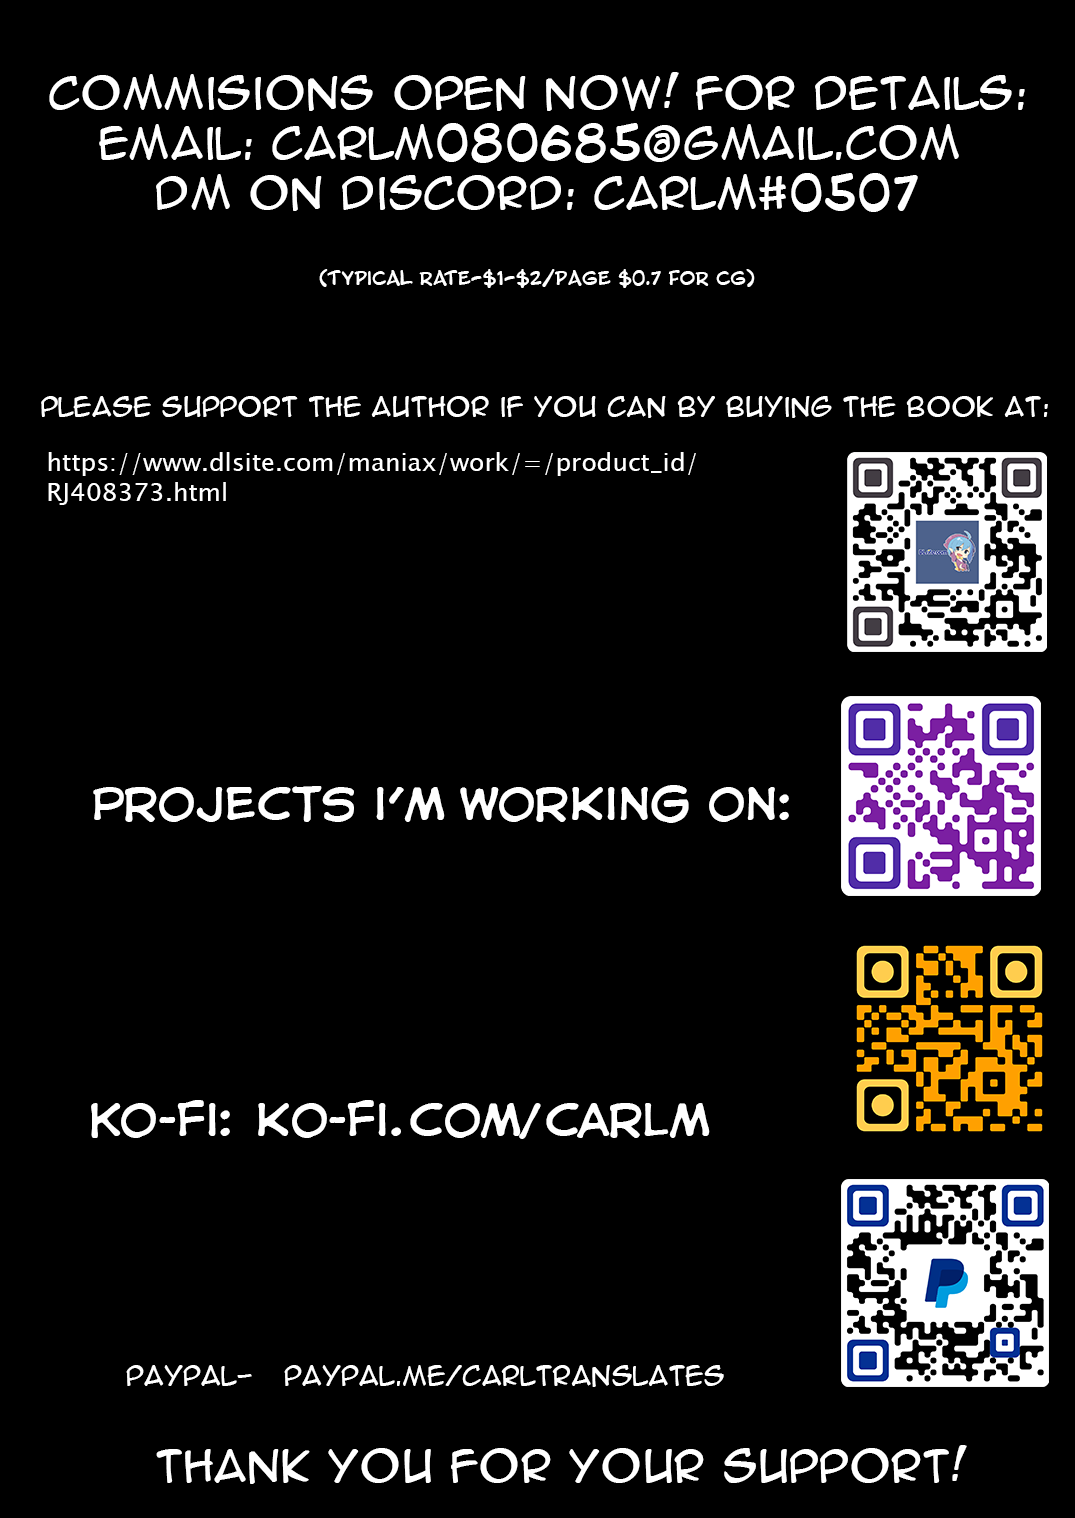 COMMISIONS OPEN NOW! FOR DETAILS:
EMAIL: CARLM080685@GMAIL.COM
DM ON DISCORD: CARLM#0507
(TYPICAL RATE-$1-$2/PAGE $0.7 FOR CG)
PLEASE SUPPORT THE AUTHOR IF YOU CAN BY BUYING THE BOOK AT:
https://www.dlsite.com/maniax/work/=/product_id/
RJ408373.html
PROJECTS I'M WORKING ON:
KO-FI: KO-FI.COM/CARLM
PAYPAL- PAYPAL.ME/CARLTRANSLATES
THANK YOU FOR YOUR SUPPORT!